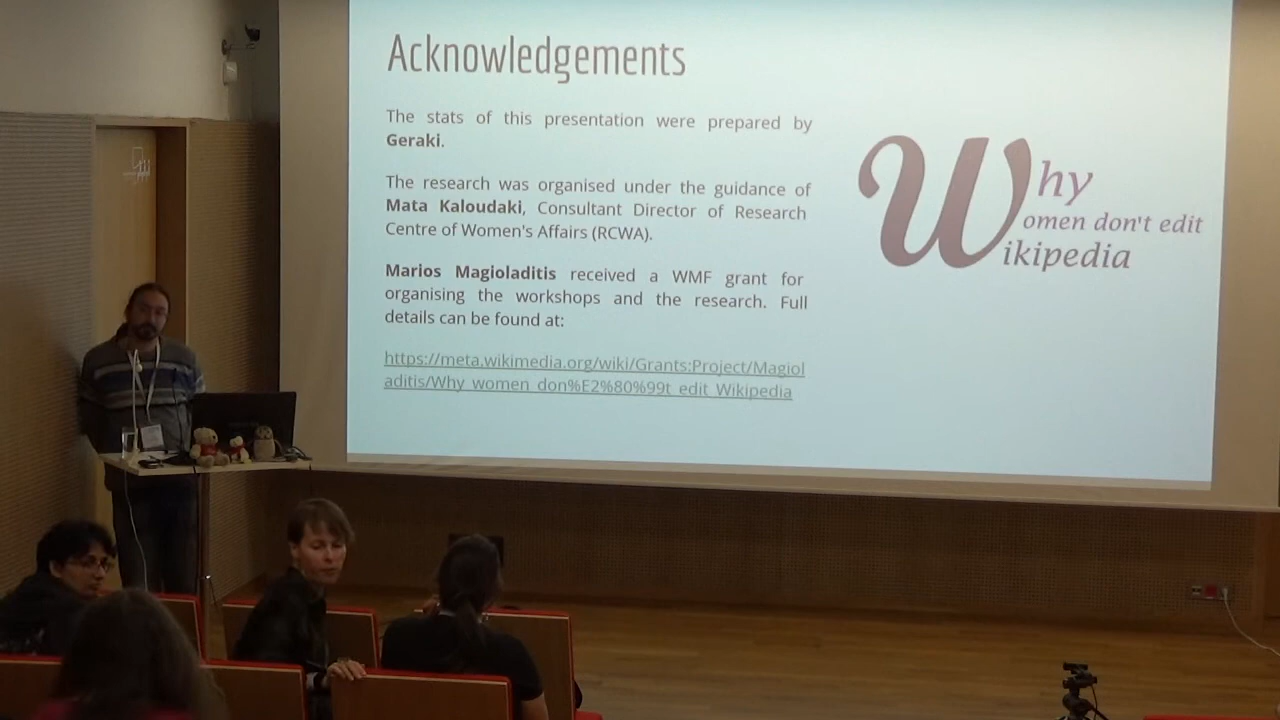 Acknowledgements
The stats of this presentation were prepared by
Geraki.
The research was organised under the guidance of
Mata Kaloudaki, Consultant Director of Research
Centre of Women's Affairs (RCWA).
Marios Magioladitis received a WMF grant for
organising the workshops and the research. Full
details can be found at:
https://meta.wikimedia.org/wiki/Grants:Project/Magiol
aditis/Why_women_don%E2%80%99t_edit_Wikipedia
Why
omen don't edit
ikipedia